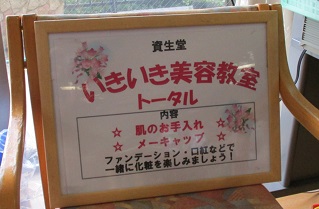 資生堂
いきいき美容教室
トータル
内容
☆ 肌のお手入れ ☆
☆ メーキャップ ☆
ファンデーション・口紅などで
一緒に化粧を楽しみましょう！